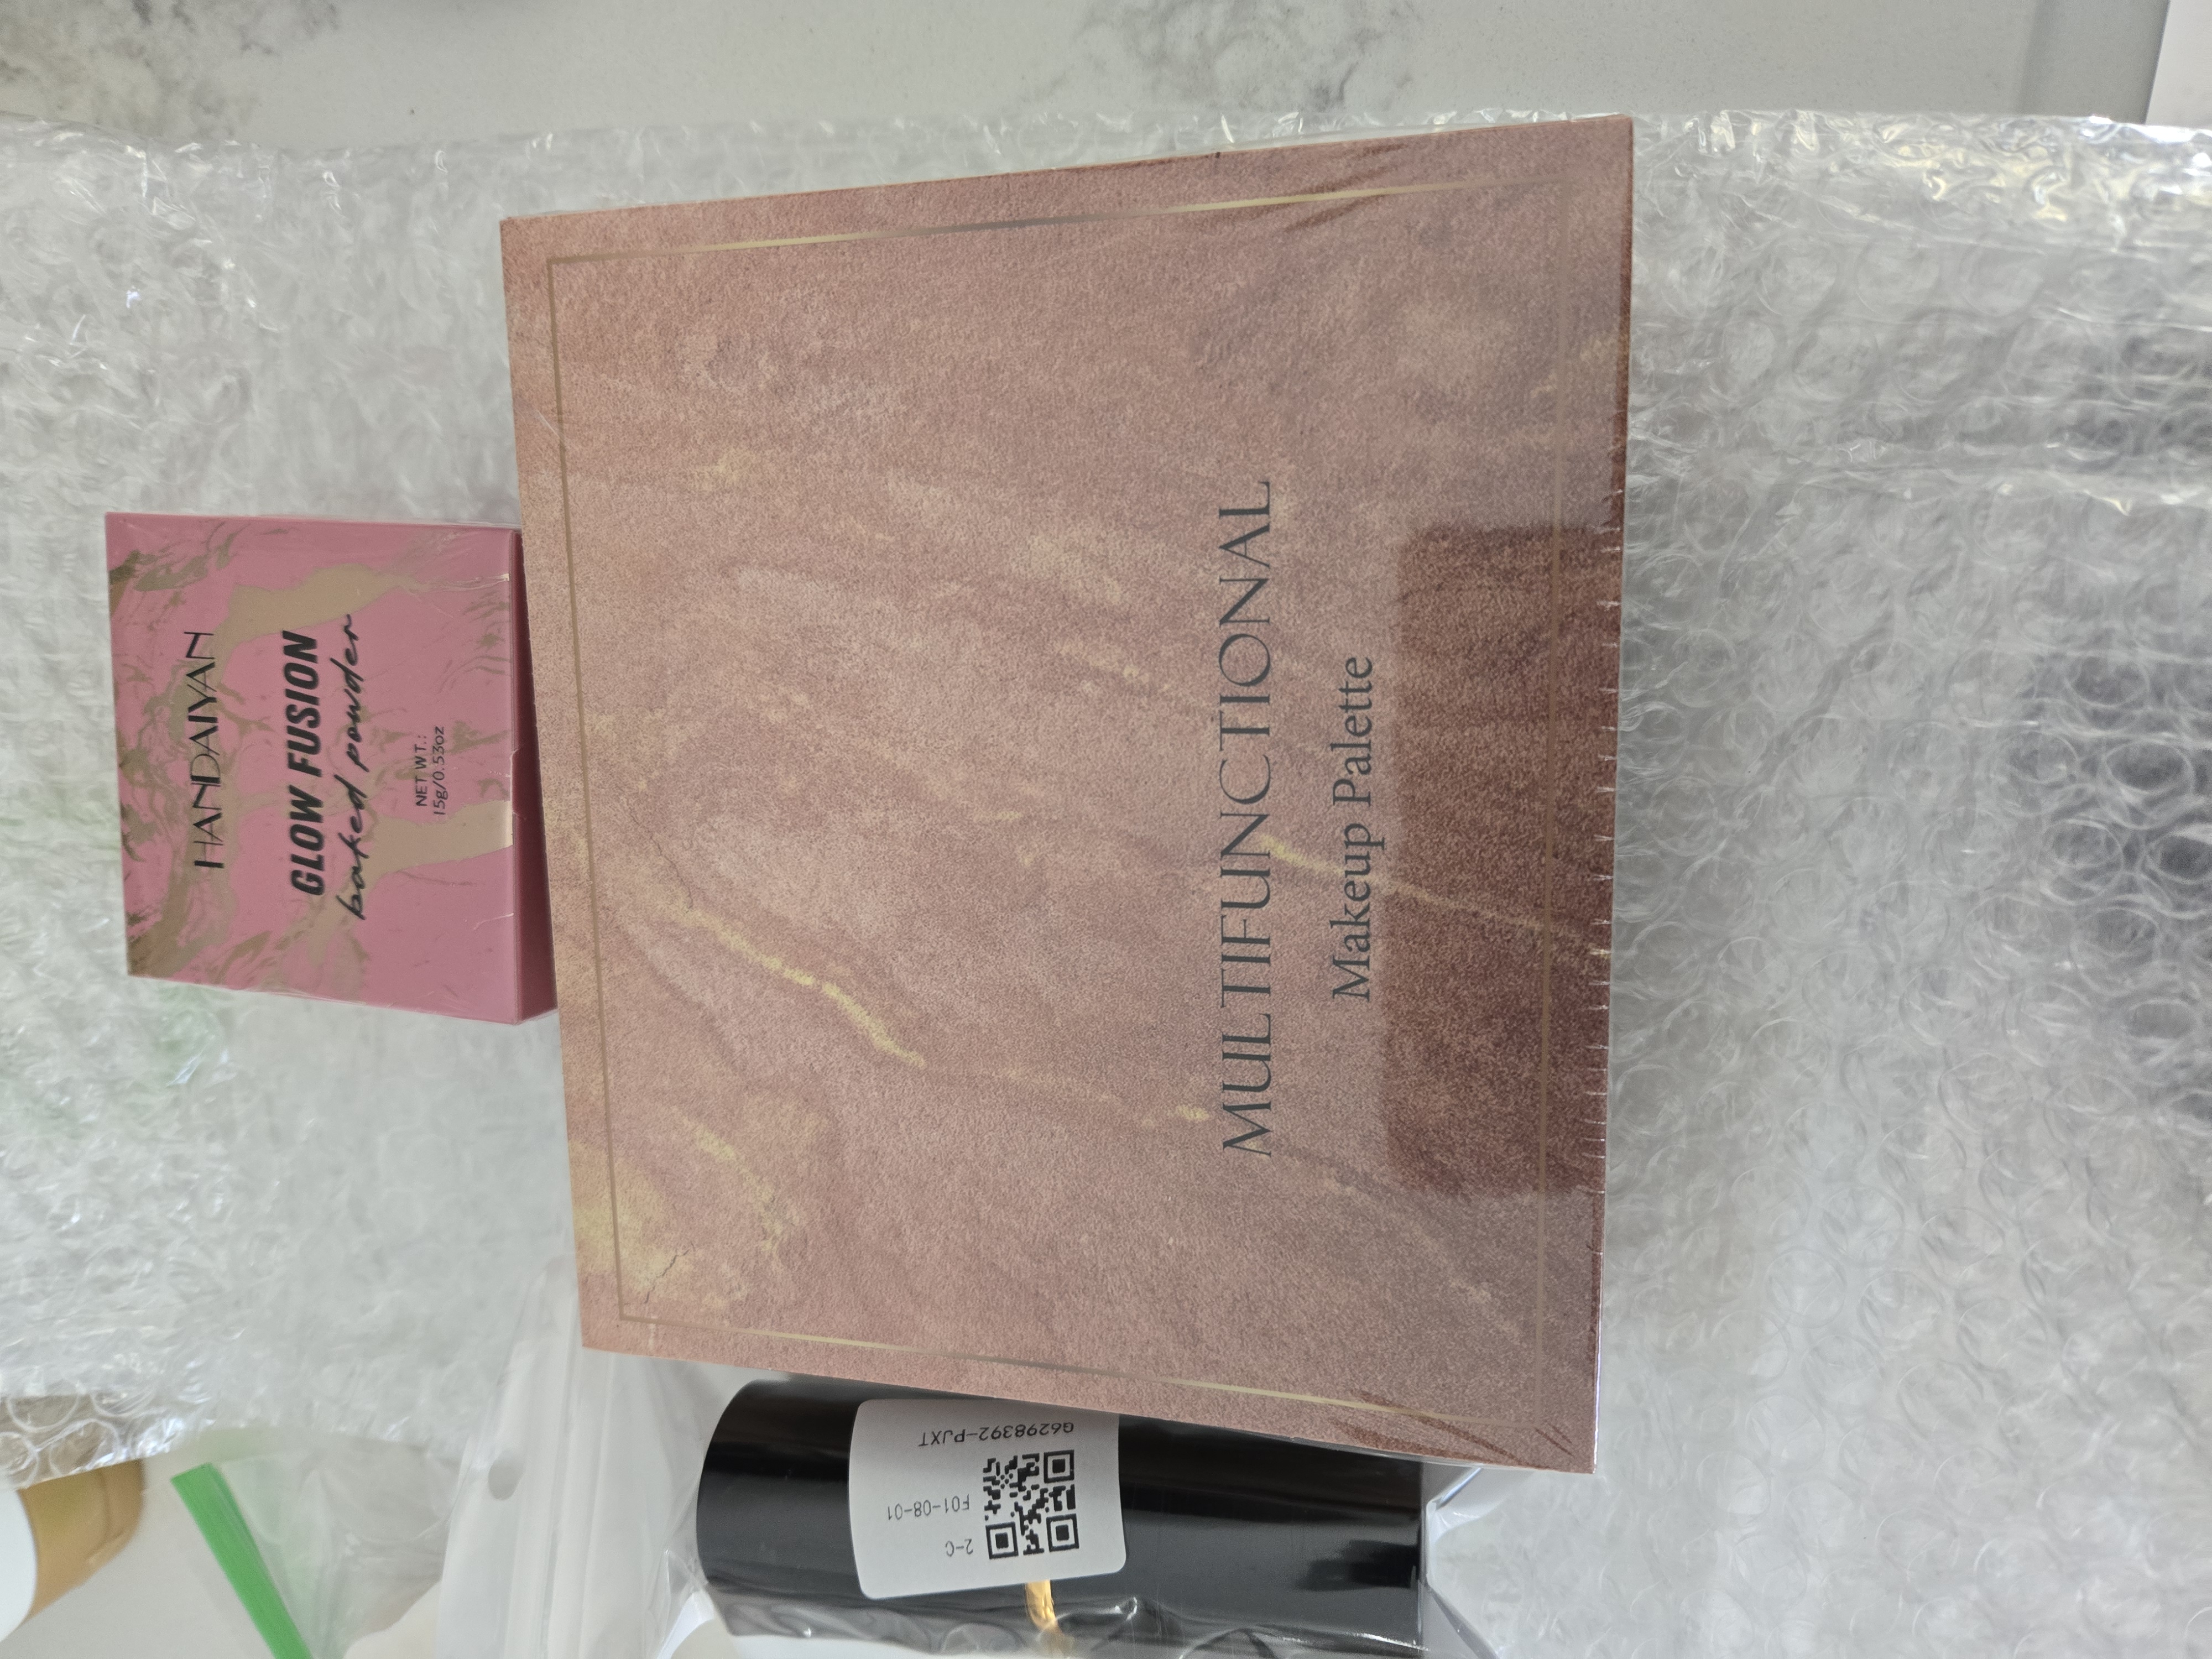 HANDAIYAN
GLOW FUSION
baked powder
NET WT.:
15g/0.53oz
MULTIFUNCTIONAL
Makeup Palette
G6298392-PJXT
F01-08-01
2-C